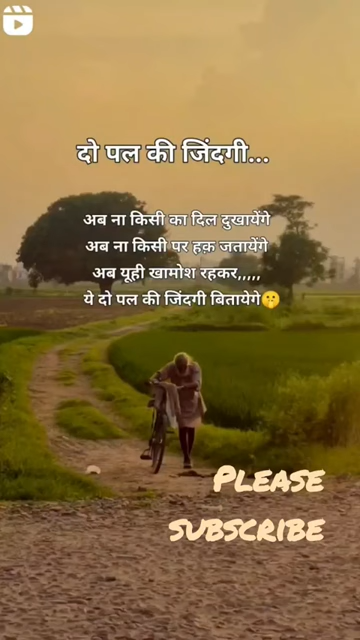 दो पल की जिंदगी...
अब ना किसी का दिल दुखायेंगे
अब ना किसी पर हक़ जतायेंगे
अब यूही खामोश रहकर,,,,,
ये दो पल की जिंदगी बितायेगे🤫
PLEASE
SUBSCRIBE